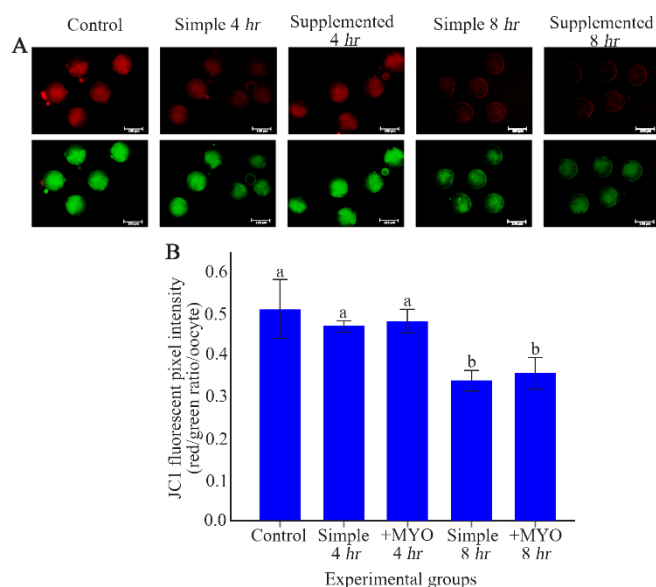 Control Simple 4 hr Supplemented 4 hr Simple 8 hr Supplemented 8 hr
A
B
JC1 fluorescent pixel intensity
(red/green ratio/oocyte)
0.6
0.5
0.4
0.3
0.2
0.1
0.0
a a a b b
Control Simple +MYO Simple +MYO
4 hr 4 hr 8 hr 8 hr
Experimental groups